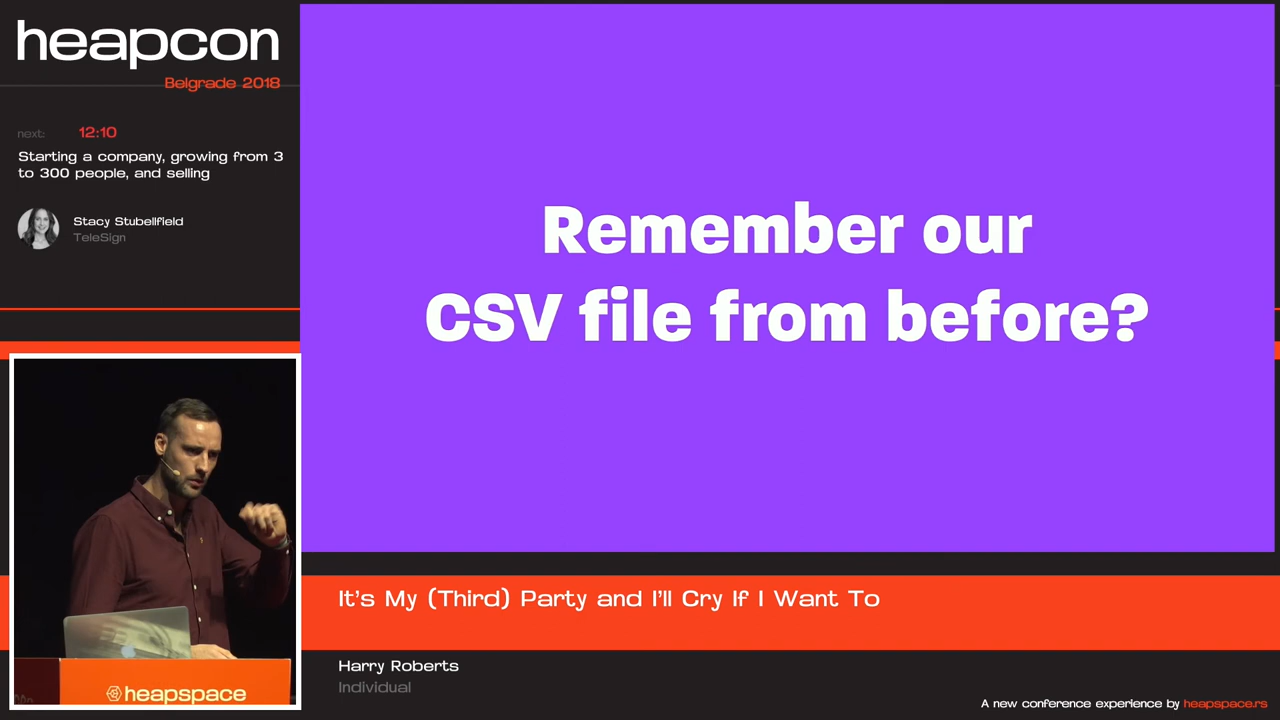 heapcon
Belgrade 2018
next: 12:10
Starting a company, growing from 3
to 300 people, and selling
Stacy Stubellfield
TeleSign
Remember our
CSV file from before?
heapspace
It's My (Third) Party and I'll Cry If I Want To
Harry Roberts
Individual
A new conference experience by heapspace.rs